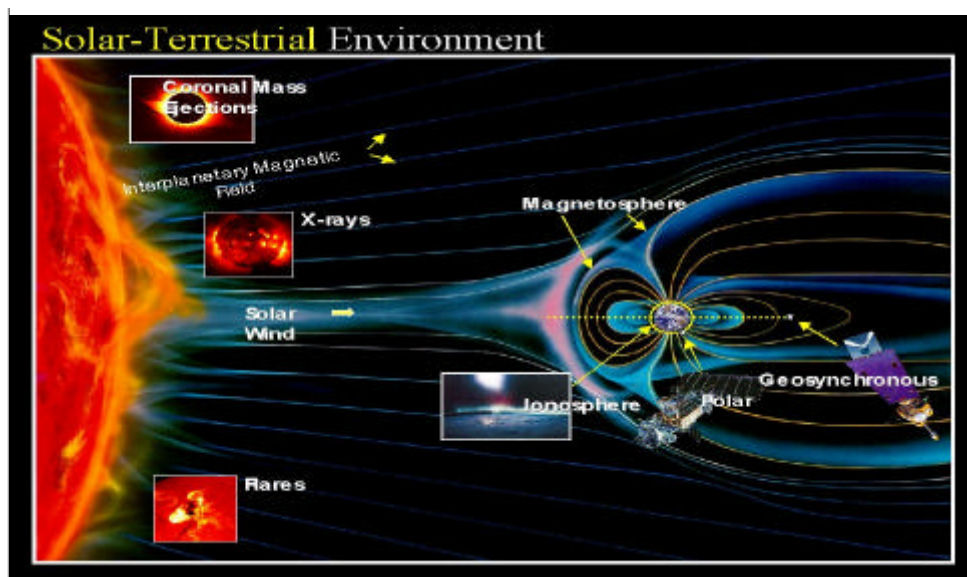 Solar-Terrestrial Environment
Coronal Mass
Ejections
Interplanetary Magnetic
Field
X-rays
Magnetosphere
Solar
Wind
Geosynchronous
Ionosphere
Polar
Flares